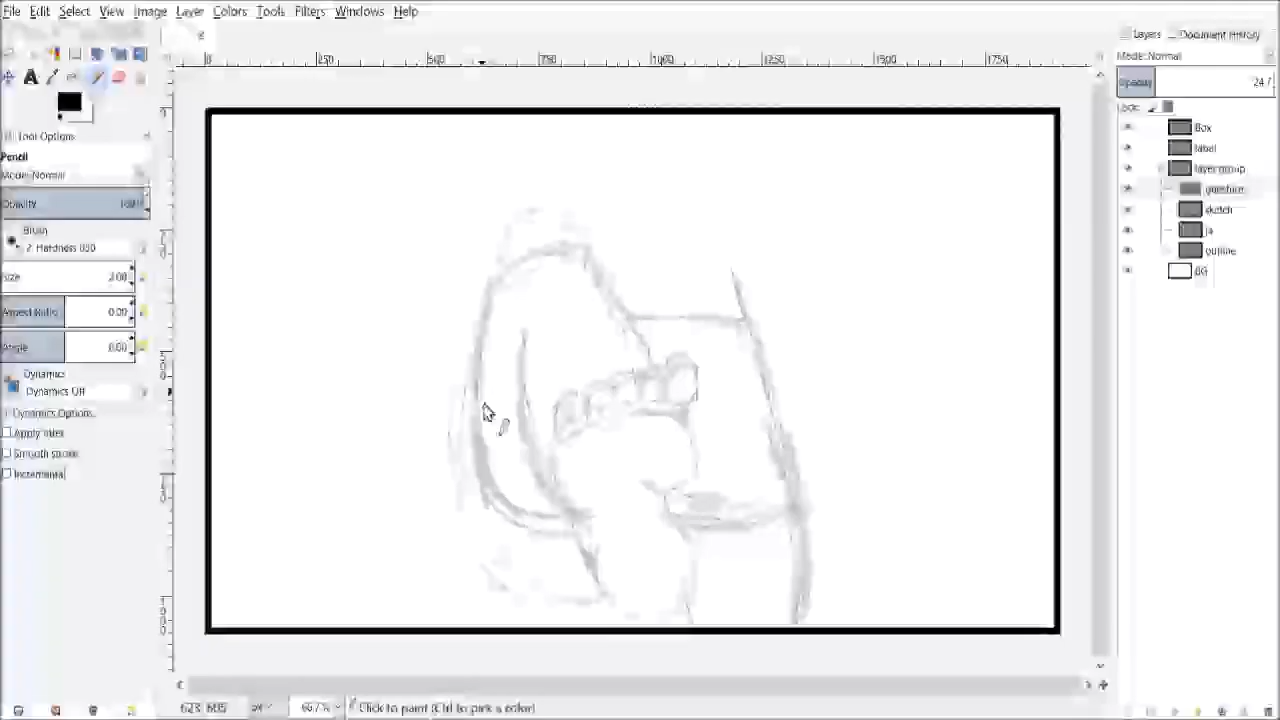 File Edit Select View Image Layer Colors Tools Filters Windows Help
Layers Document History
Mode: Normal
Opacity 24.7
Lock:
Box
label
layer group
sketch
outline
BG
0 250 500 750 1000 1250 1500 1750
Tool Options
Pencil
Mode: Normal
Opacity
Brush
2. Hardness 050
Size
Aspect Ratio 0.00
Angle 0.00
Dynamics
Dynamics Off
Dynamics Options
Apply Jitter
Smooth stroke
Incremental
66.7% Click to paint (Ctrl to pick a color)